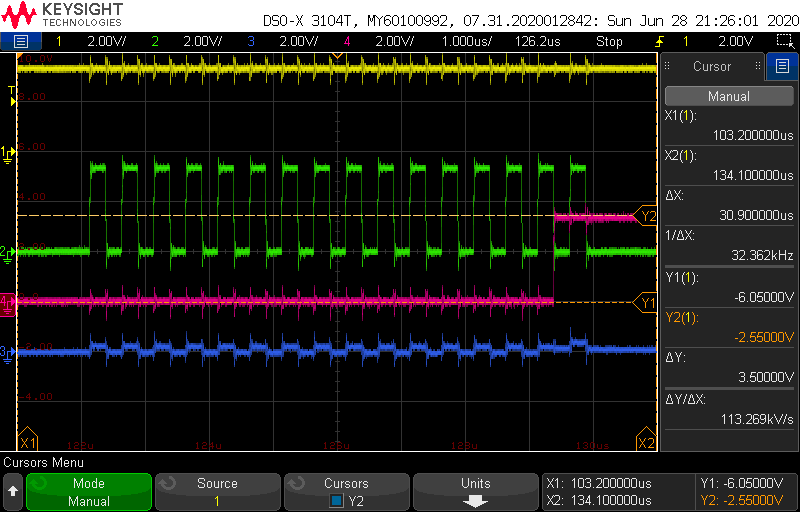 KEYSIGHT
TECHNOLOGIES
DSO-X 3104T, MY60100992, 07.31.2020012842: Sun Jun 28 21:26:01 2020
1 2.00V/ 2 2.00V/ 3 2.00V/ 4 2.00V/ 1.000us/ 126.2us Stop 1 2.00V
Cursor
Manual
X1(1):
103.200000us
X2(1):
134.100000us
ΔX:
30.900000us
1/ΔX:
32.362kHz
Y1(1):
-6.05000V
Y2(1):
-2.55000V
ΔY:
3.50000V
ΔY/ΔX:
113.269kV/s
T
1
2
4
3
Y2
Y1
X1
X2
Cursors Menu
Mode
Manual
Source
1
Cursors
Y2
Units
X1: 103.200000us
X2: 134.100000us
Y1: -6.05000V
Y2: -2.55000V